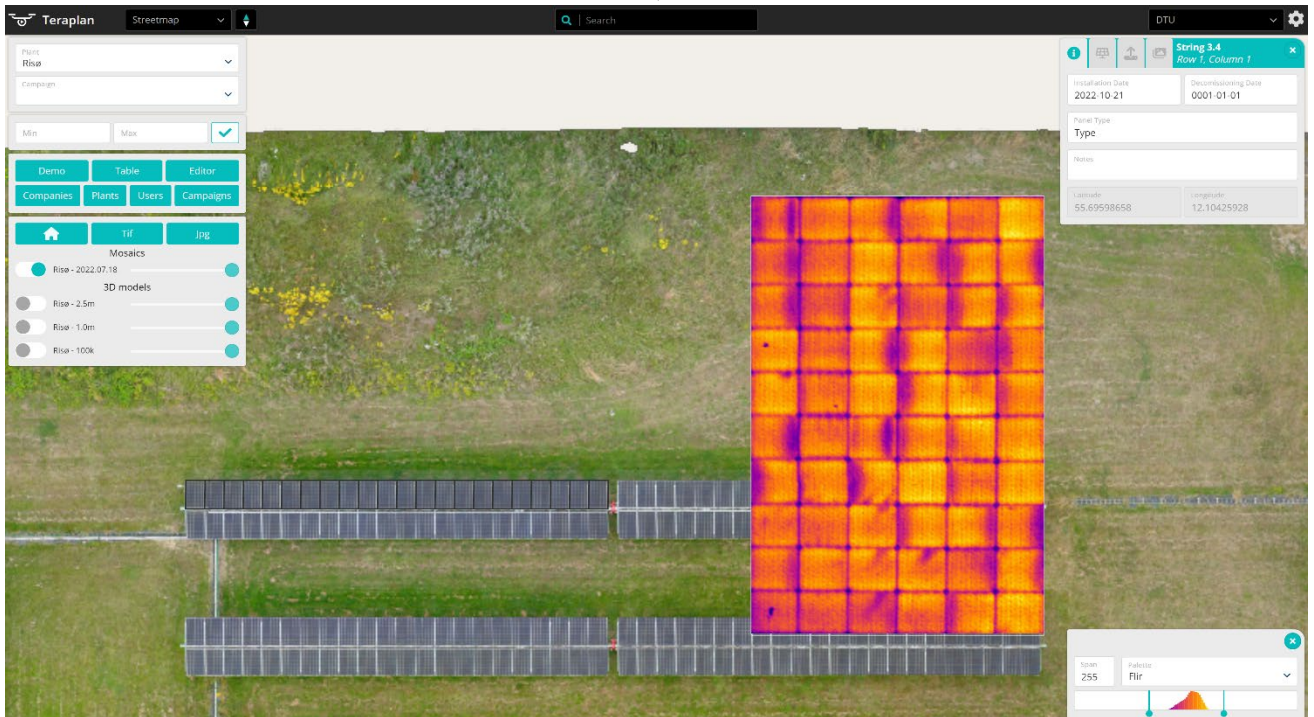 Teraplan Streetmap Search DTU
Plant
Risø
Campaign
Min Max
Demo Table Editor
Companies Plants Users Campaigns
Tif Jpg
Mosaics
Risø - 2022.07.18
3D models
Risø - 2.5m
Risø - 1.0m
Risø - 100k
String 3.4
Row 1, Column 1
Installation Date Decomissioning Date
2022-10-21 0001-01-01
Panel Type
Type
Notes
Latitude Longitude
55.69598658 12.10425928
Span Palette
255 Flir